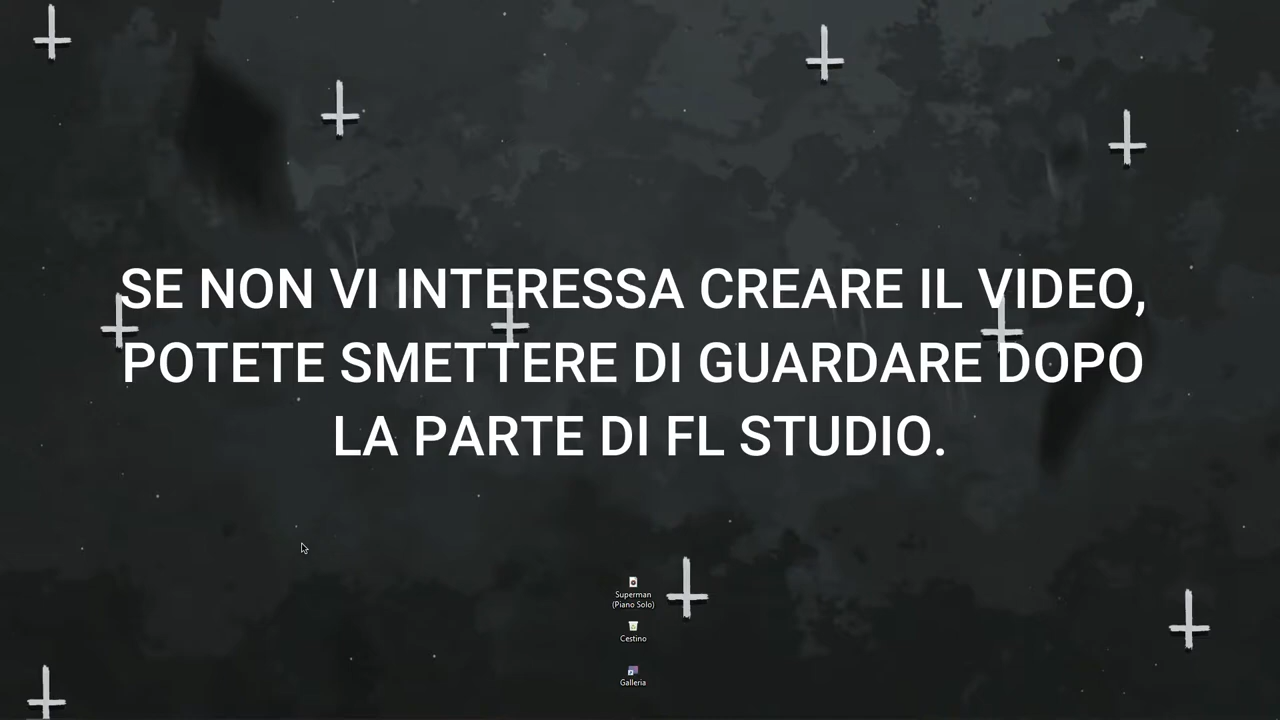 SE NON VI INTERESSA CREARE IL VIDEO,
POTETE SMETTERE DI GUARDARE DOPO
LA PARTE DI FL STUDIO.
Superman
(Piano Solo)
Cestino
Galleria